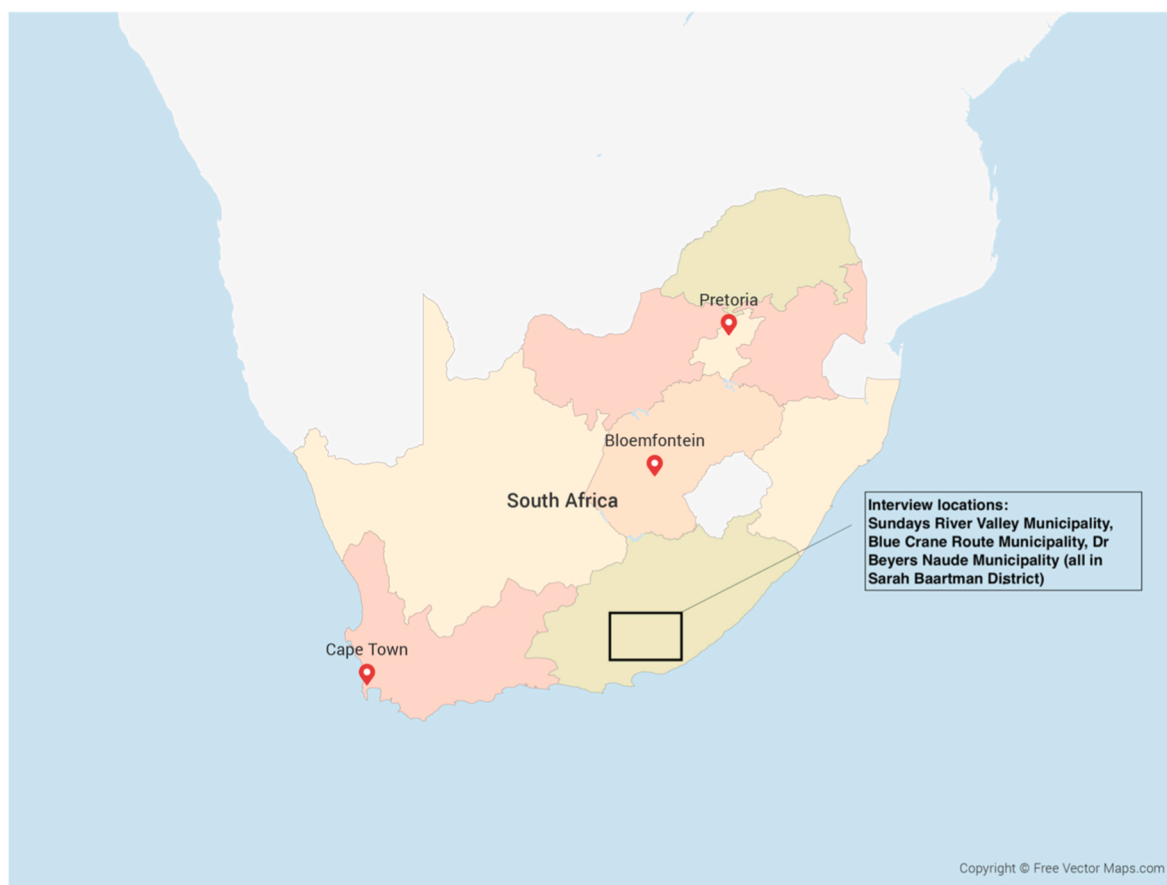 Pretoria
Bloemfontein
South Africa
Interview locations:
Sundays River Valley Municipality,
Blue Crane Route Municipality, Dr
Beyers Naude Municipality (all in
Sarah Baartman District)
Cape Town
Copyright © Free Vector Maps.com